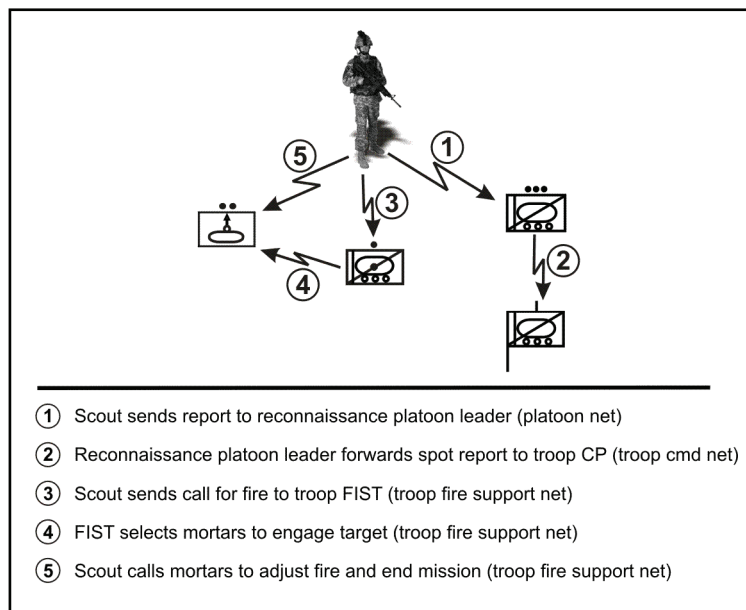 5
1
3
4
2
1 Scout sends report to reconnaissance platoon leader (platoon net)
2 Reconnaissance platoon leader forwards spot report to troop CP (troop cmd net)
3 Scout sends call for fire to troop FIST (troop fire support net)
4 FIST selects mortars to engage target (troop fire support net)
5 Scout calls mortars to adjust fire and end mission (troop fire support net)